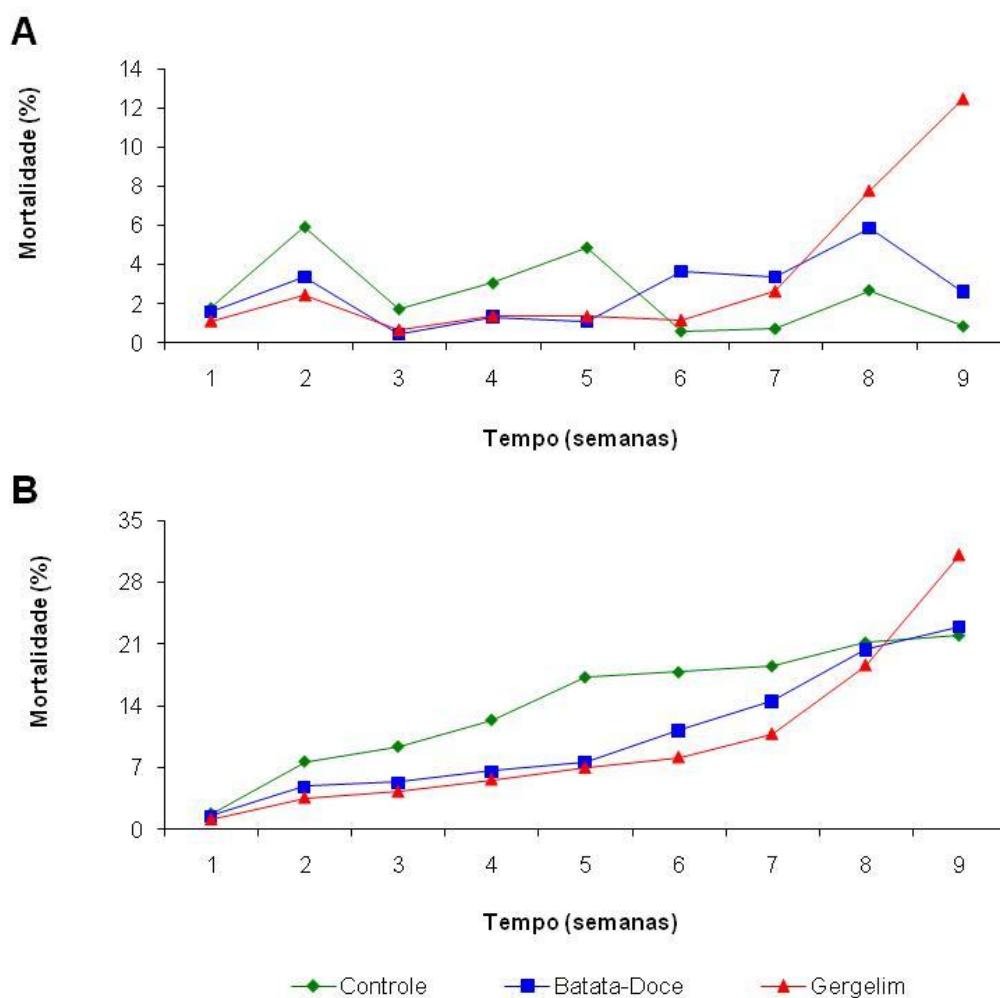 A
Mortalidade (%)
14
12
10
8
6
4
2
0
1 2 3 4 5 6 7 8 9
Tempo (semanas)
B
Mortalidade (%)
35
28
21
14
7
0
1 2 3 4 5 6 7 8 9
Tempo (semanas)
Controle Batata-Doce Gergelim